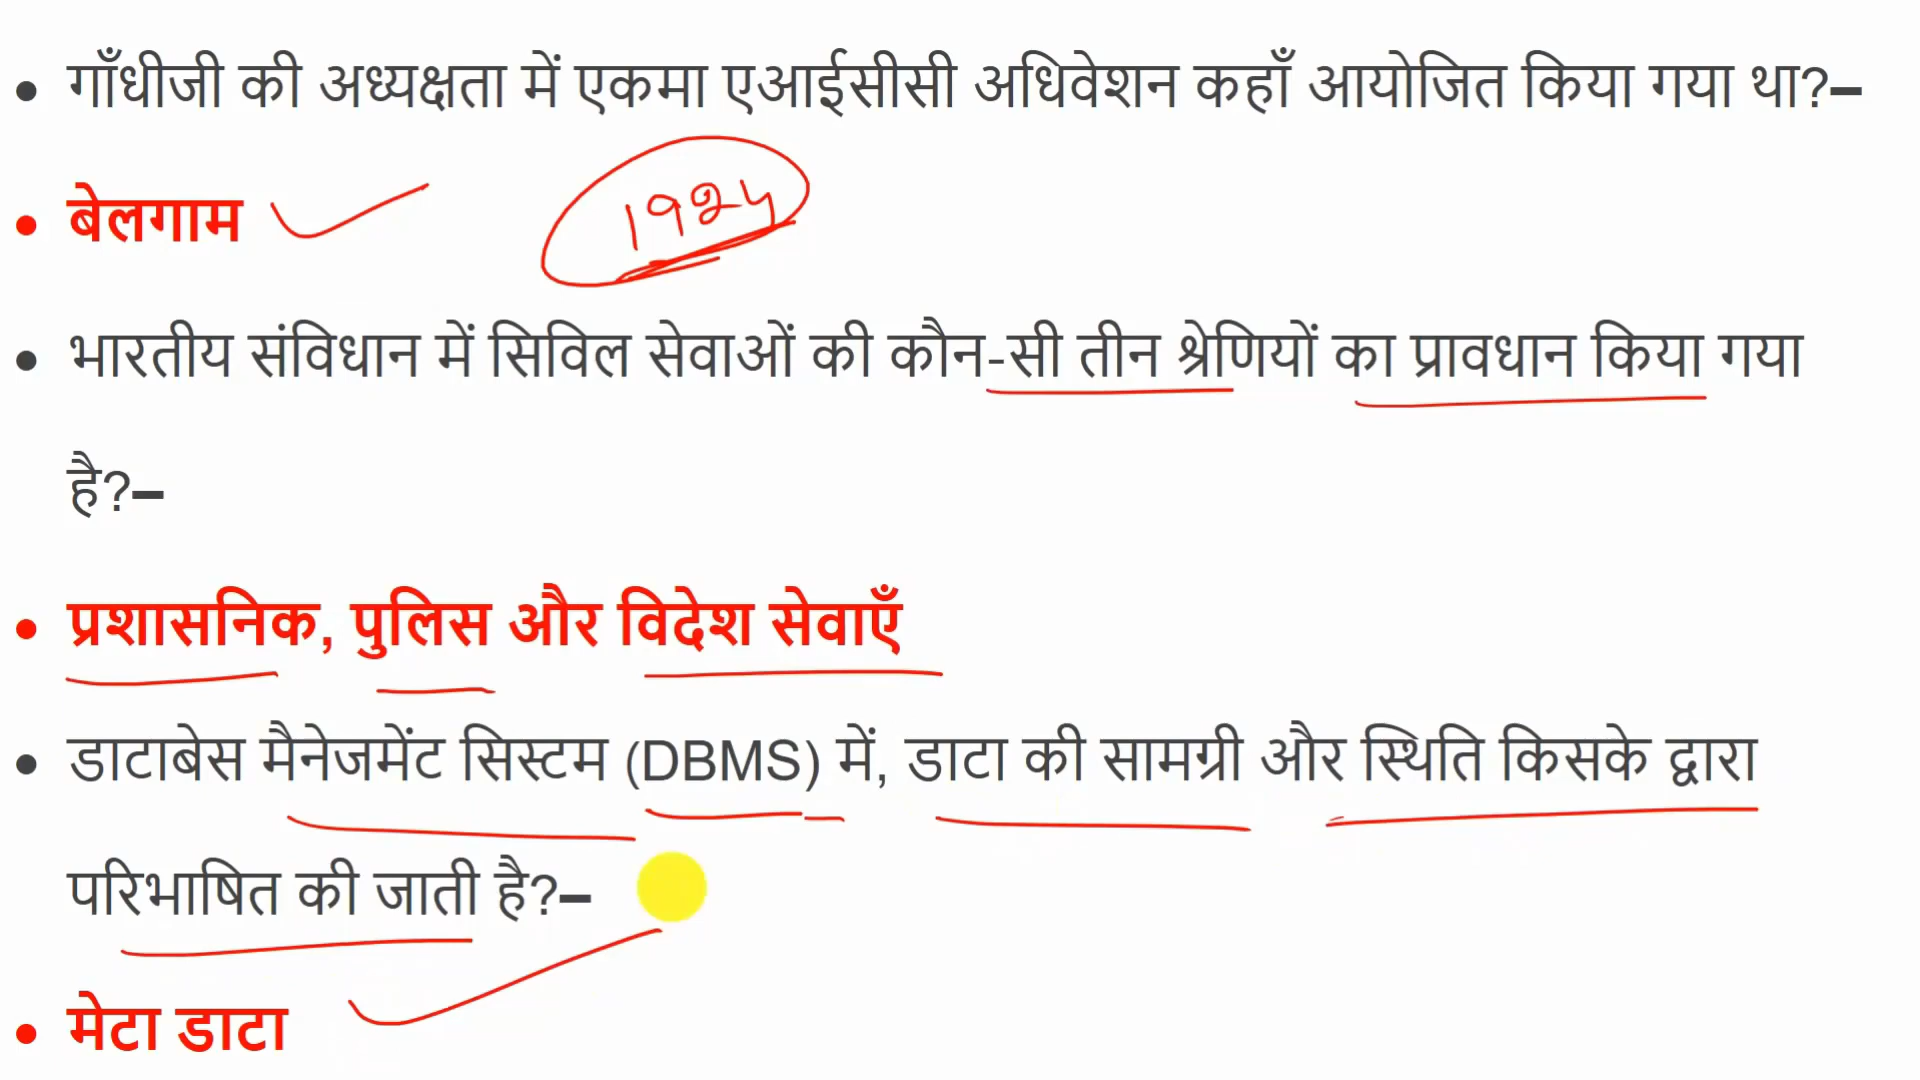 • गाँधीजी की अध्यक्षता में एकमा एआईसीसी अधिवेशन कहाँ आयोजित किया गया था?–
• बेलगाम
1924
• भारतीय संविधान में सिविल सेवाओं की कौन-सी तीन श्रेणियों का प्रावधान किया गया
है?–
• प्रशासनिक, पुलिस और विदेश सेवाएँ
• डाटाबेस मैनेजमेंट सिस्टम (DBMS) में, डाटा की सामग्री और स्थिति किसके द्वारा
परिभाषित की जाती है?–
• मेटा डाटा